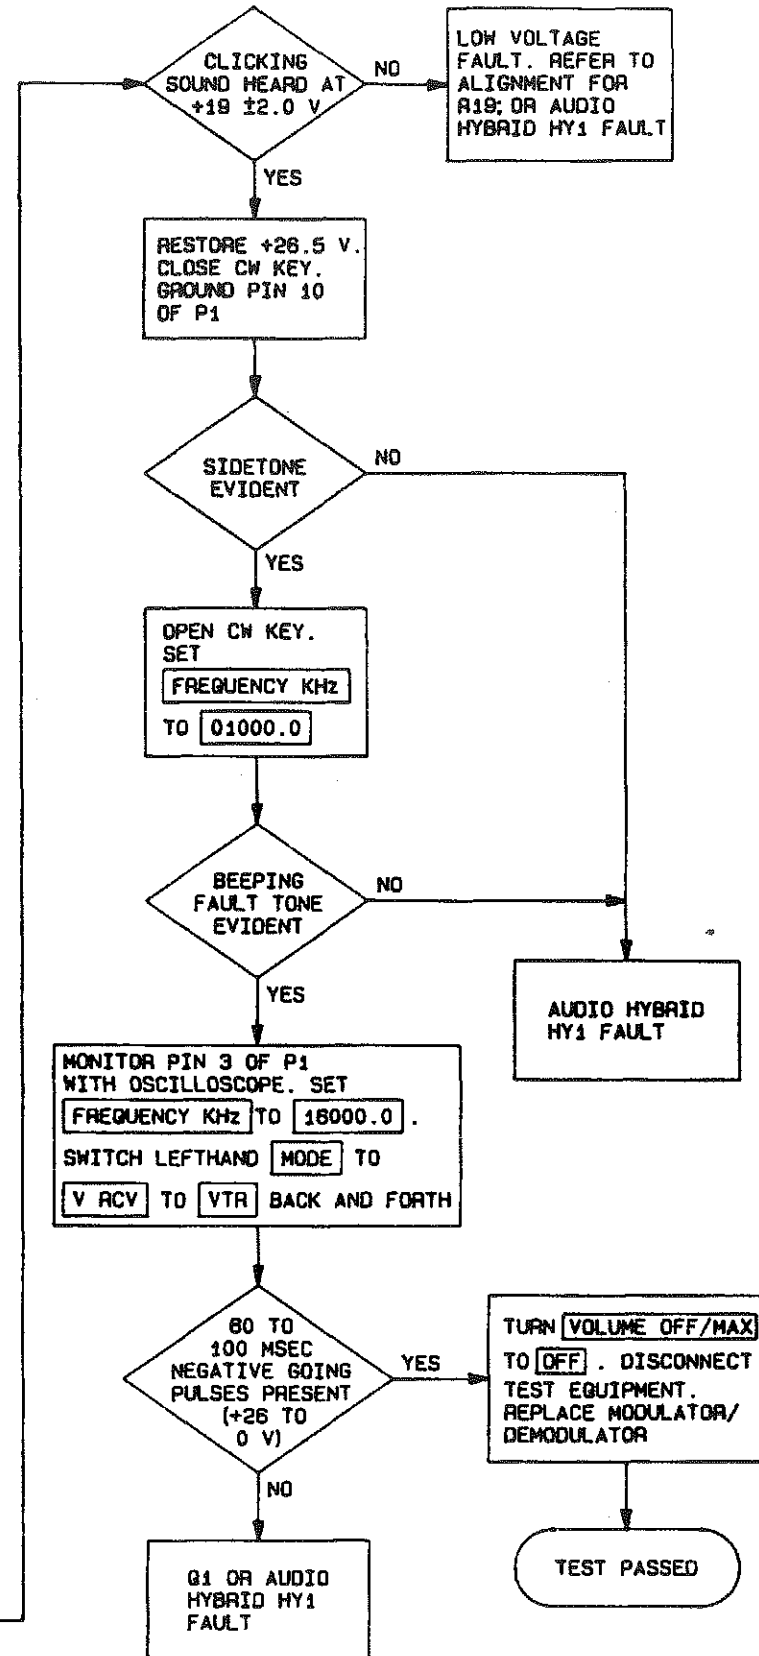 CLICKING
SOUND HEARD AT
+19 ±2.0 V
NO
LOW VOLTAGE
FAULT. REFER TO
ALIGNMENT FOR
R19; OR AUDIO
HYBRID HY1 FAULT
YES
RESTORE +26.5 V.
CLOSE CW KEY.
GROUND PIN 10
OF P1
SIDETONE
EVIDENT
NO
YES
OPEN CW KEY.
SET
FREQUENCY KHz
TO 01000.0
BEEPING
FAULT TONE
EVIDENT
NO
YES
AUDIO HYBRID
HY1 FAULT
MONITOR PIN 3 OF P1
WITH OSCILLOSCOPE. SET
FREQUENCY KHz TO 16000.0 .
SWITCH LEFTHAND MODE TO
V RCV TO VTR BACK AND FORTH
60 TO
100 MSEC
NEGATIVE GOING
PULSES PRESENT
(+26 TO
0 V)
YES
TURN VOLUME OFF/MAX
TO OFF . DISCONNECT
TEST EQUIPMENT.
REPLACE MODULATOR/
DEMODULATOR
NO
Q1 OR AUDIO
HYBRID HY1
FAULT
TEST PASSED